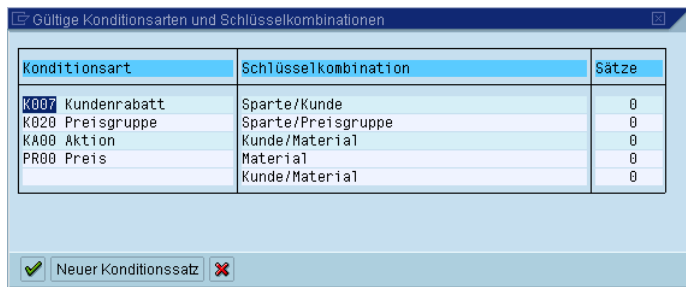 Gültige Konditionsarten und Schlüsselkombinationen
Konditionsart Schlüsselkombination Sätze
K007 Kundenrabatt Sparte/Kunde 0
K020 Preisgruppe Sparte/Preisgruppe 0
KA00 Aktion Kunde/Material 0
PR00 Preis Material 0
Kunde/Material 0
Neuer Konditionssatz